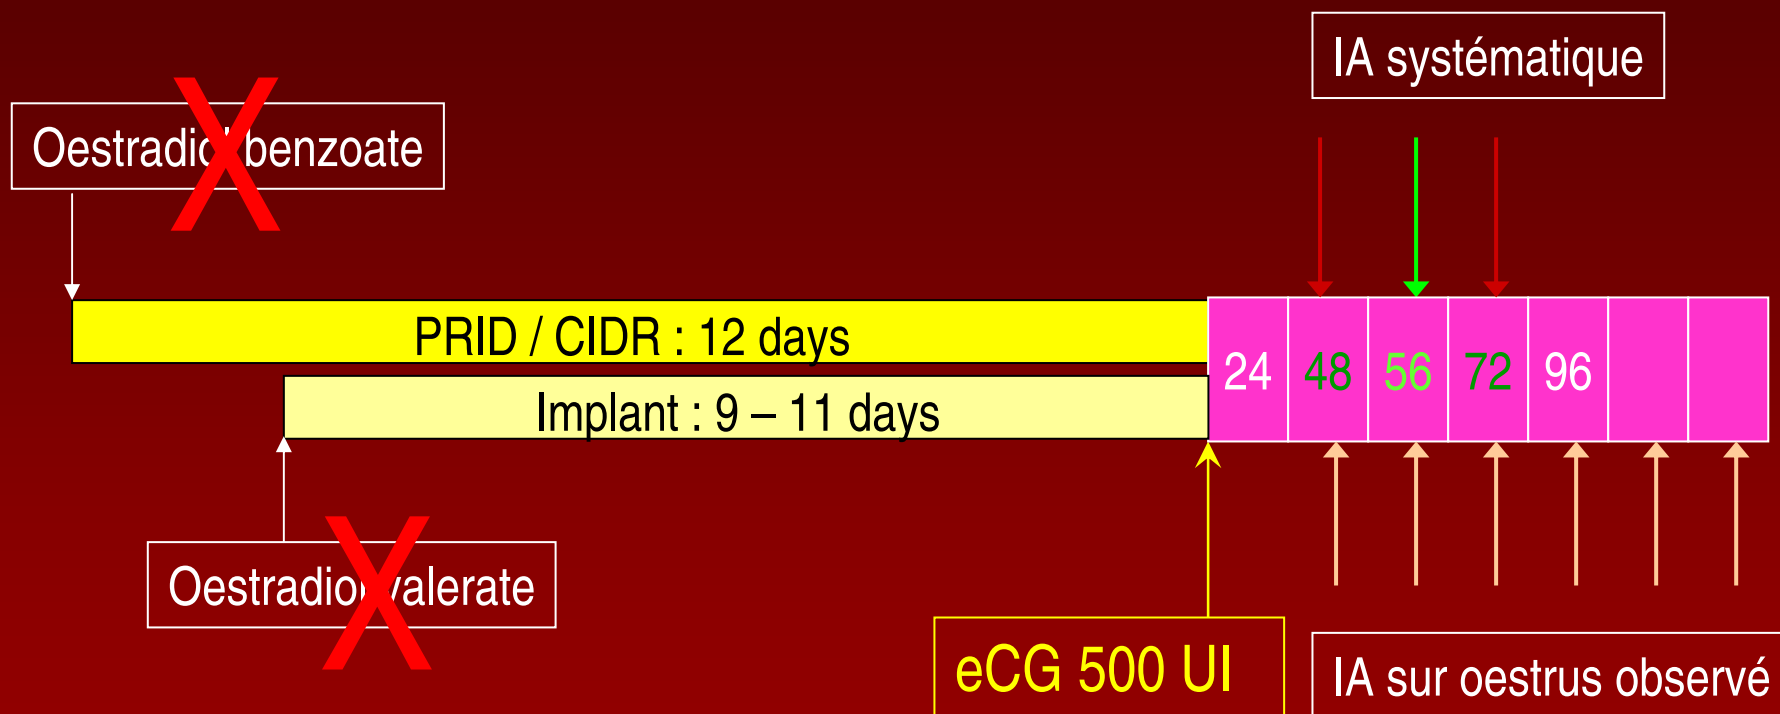 IA systématique
Oestradiol benzoate
X
PRID / CIDR : 12 days
24 48 56 72 96
Implant : 9 – 11 days
Oestradiol valerate
X
eCG 500 UI
IA sur oestrus observé